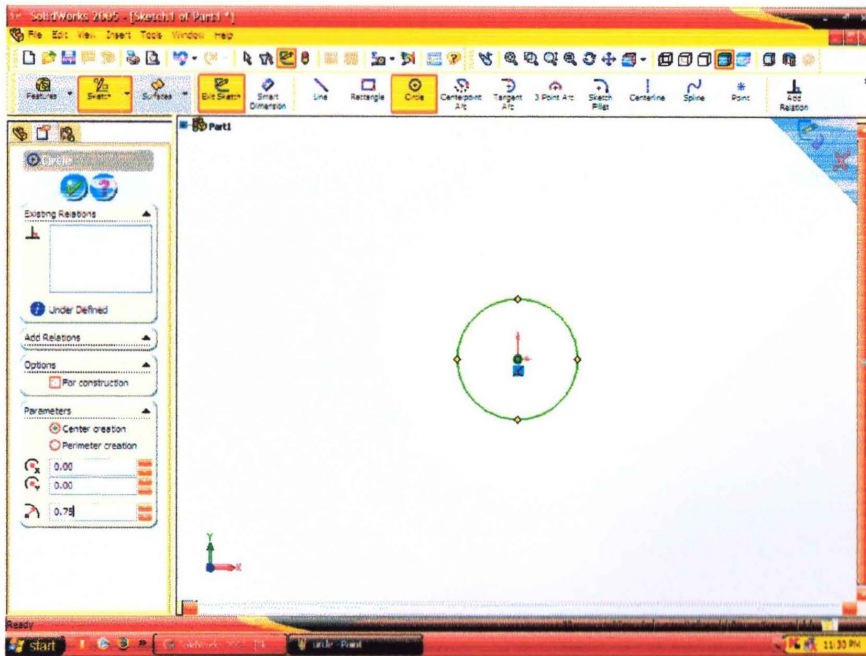 SolidWorks 2005 - [Sketch1 of Part1 *]
File Edit View Insert Tools Window Help
Features Sketch Surfaces Exit Sketch Smart Dimension Line Rectangle Circle Centerpoint Arc Tangent Arc 3 Point Arc Sketch Fillet Centerline Spline Point Add Relation
Part1
Circle
Existing Relations
Under Defined
Add Relations
Options
For construction
Parameters
Center creation
Perimeter creation
0.00
0.00
0.75
Y
X
Ready
start
11:33 PM